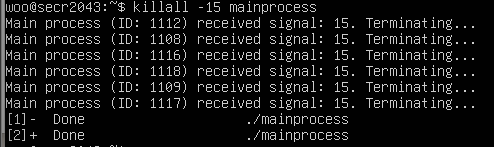 woo@secr2043:~$ killall -15 mainprocess
Main process (ID: 1112) received signal: 15. Terminating...
Main process (ID: 1108) received signal: 15. Terminating...
Main process (ID: 1116) received signal: 15. Terminating...
Main process (ID: 1118) received signal: 15. Terminating...
Main process (ID: 1109) received signal: 15. Terminating...
Main process (ID: 1117) received signal: 15. Terminating...
[1]-  Done                    ./mainprocess
[2]+  Done                    ./mainprocess